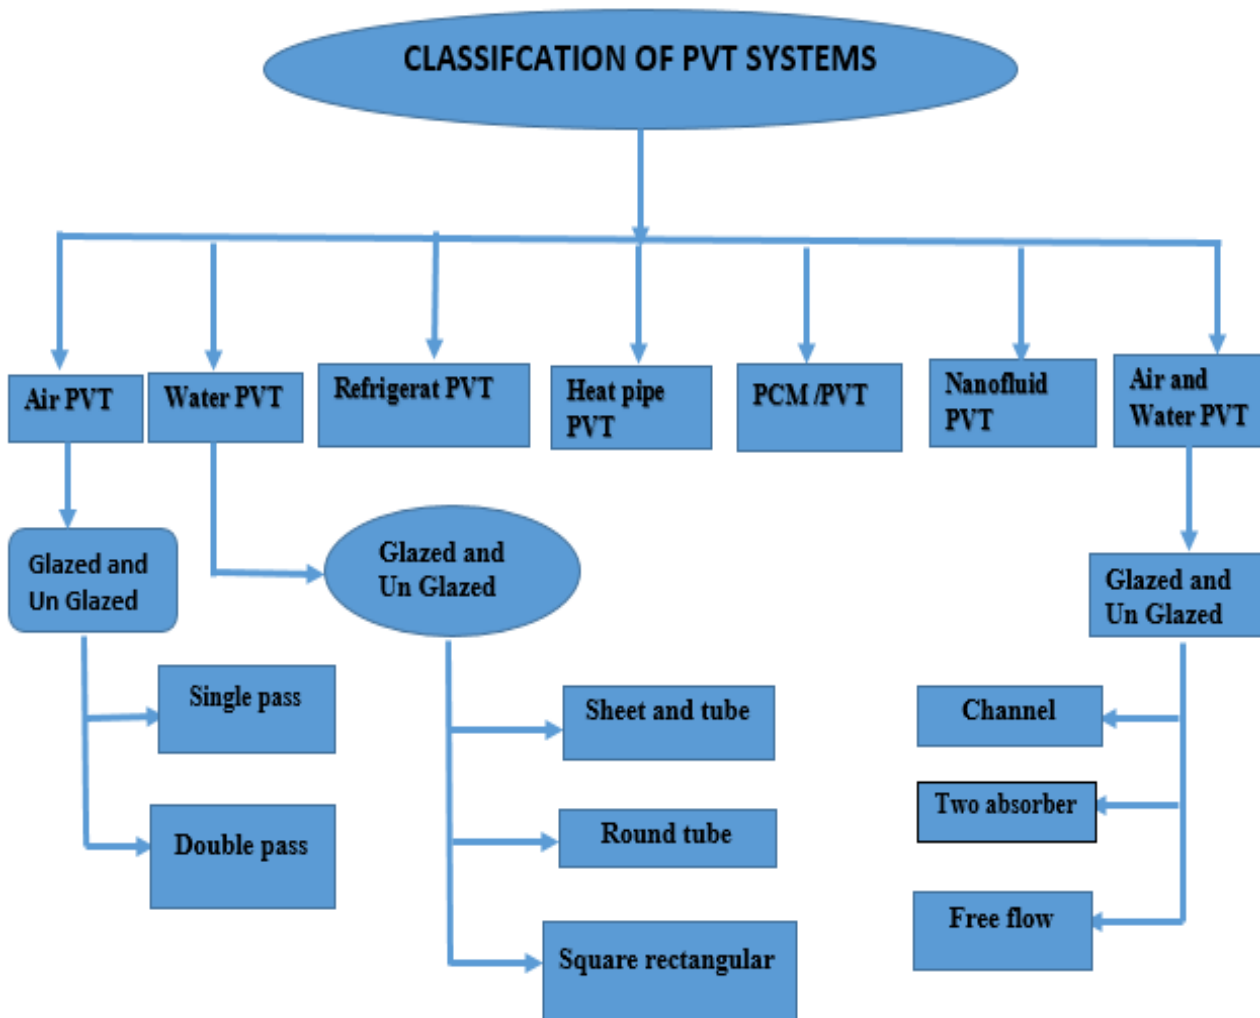 CLASSIFCATION OF PVT SYSTEMS
Air PVT
Water PVT
Refrigerat PVT
Heat pipe
PVT
PCM /PVT
Nanofluid
PVT
Air and
Water PVT
Glazed and
Un Glazed
Glazed and
Un Glazed
Glazed and
Un Glazed
Single pass
Double pass
Sheet and tube
Round tube
Square rectangular
Channel
Two absorber
Free flow